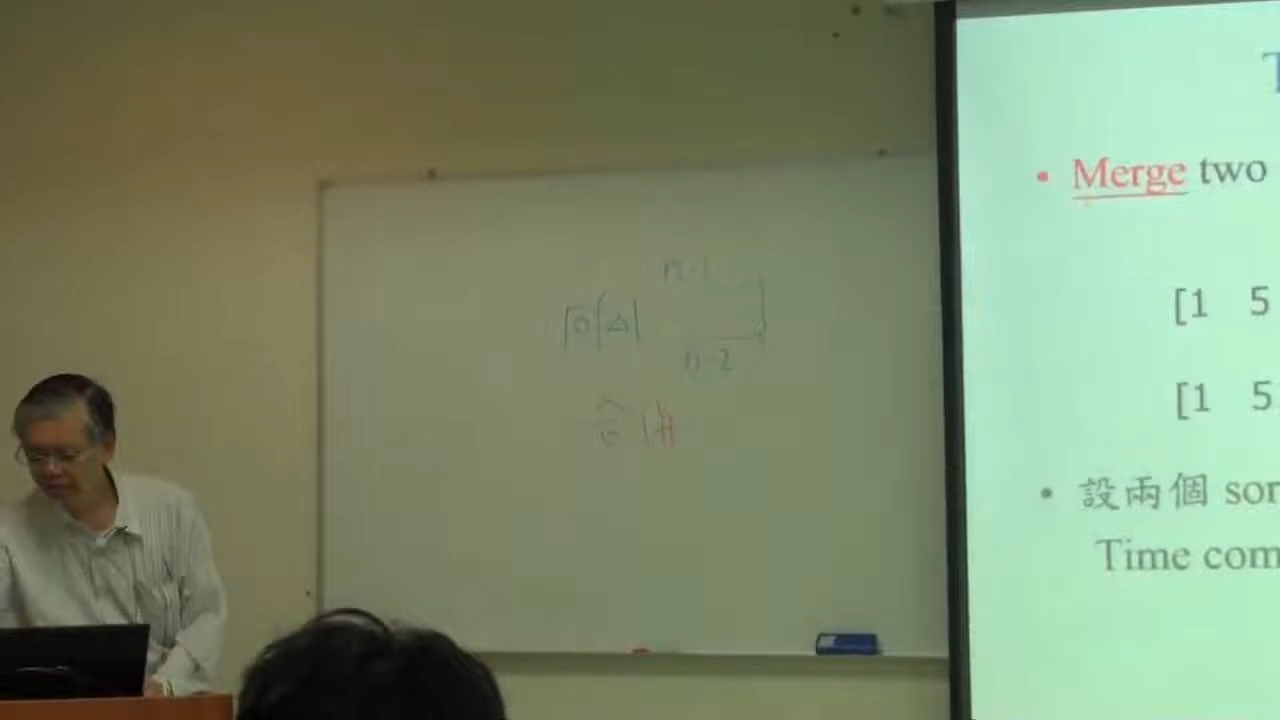 n-1
n-2
合併
T
• Merge two
[1 5
[1 5
• 設兩個 sor
Time com